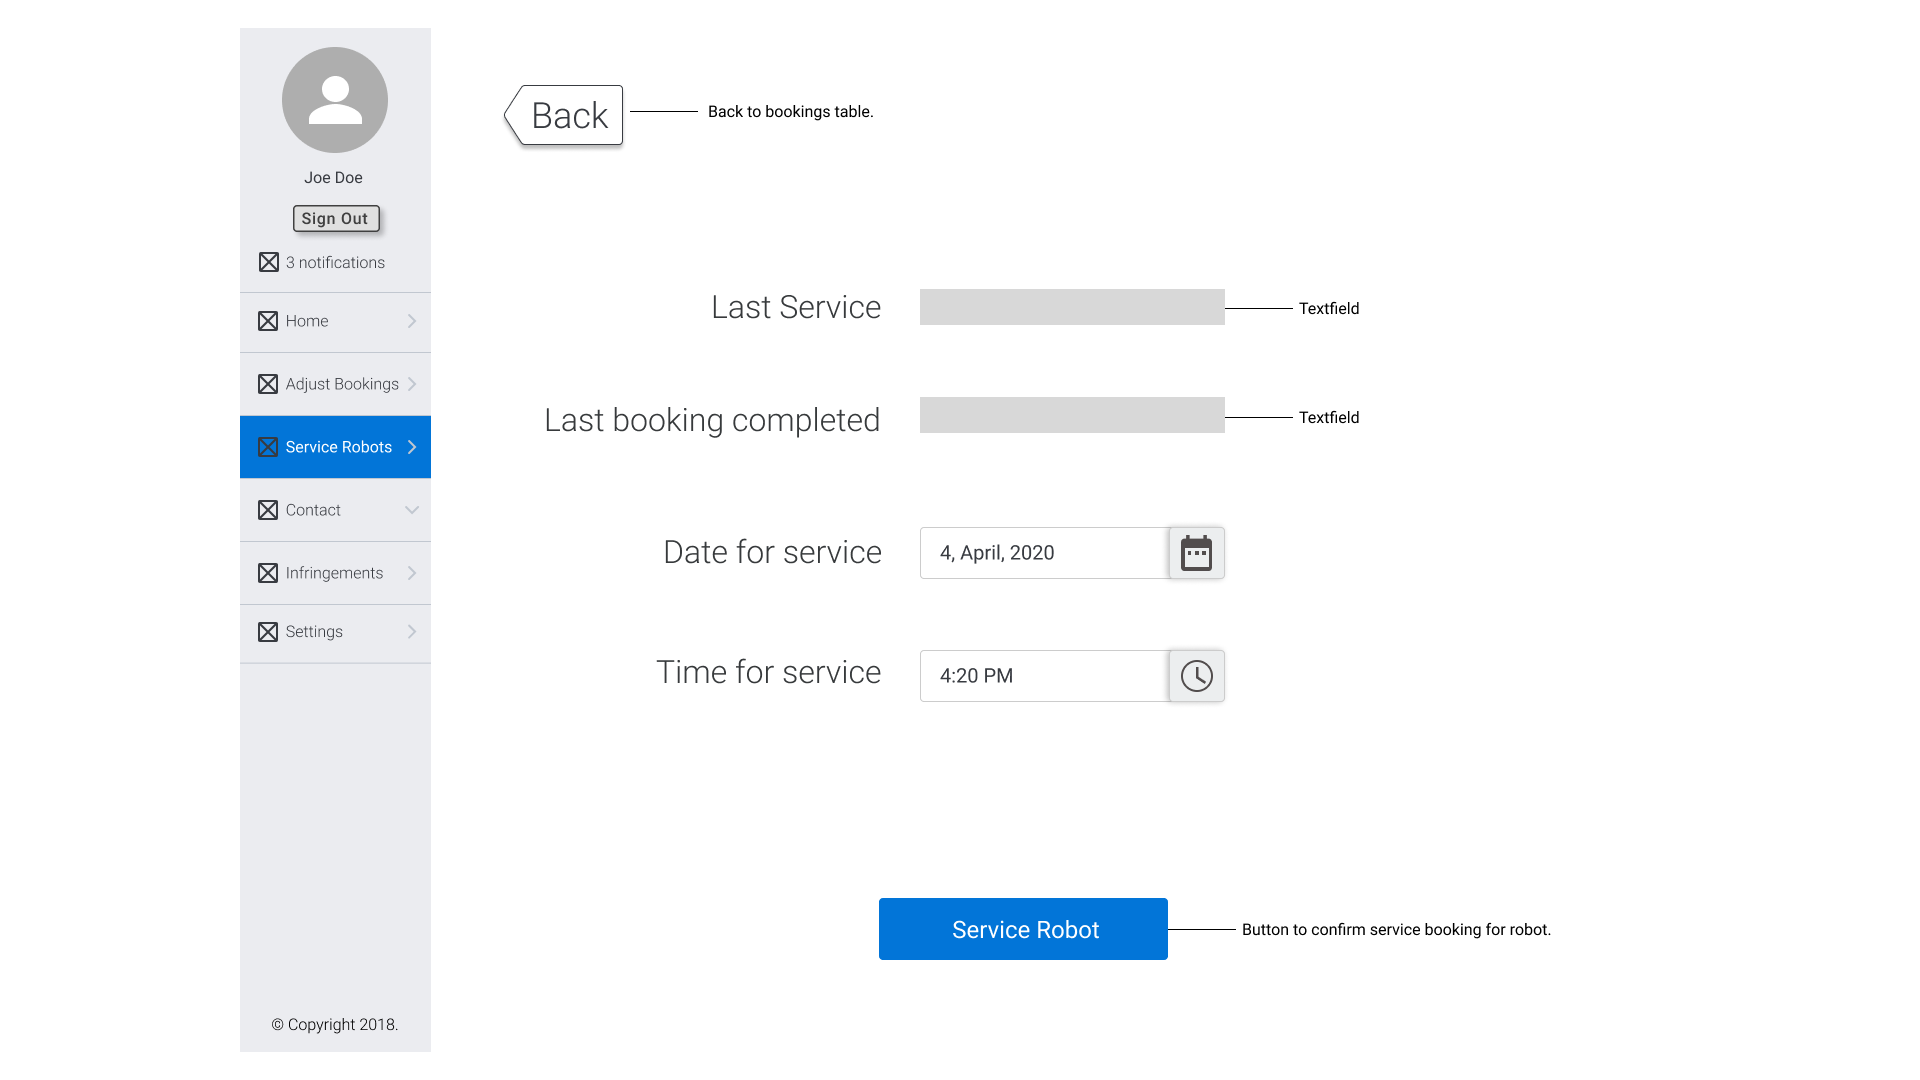 Joe Doe
Sign Out
3 notifications
Home
Adjust Bookings
Service Robots
Contact
Infringements
Settings
© Copyright 2018.
Back
Back to bookings table.
Last Service
Textfield
Last booking completed
Textfield
Date for service
4, April, 2020
Time for service
4:20 PM
Service Robot
Button to confirm service booking for robot.